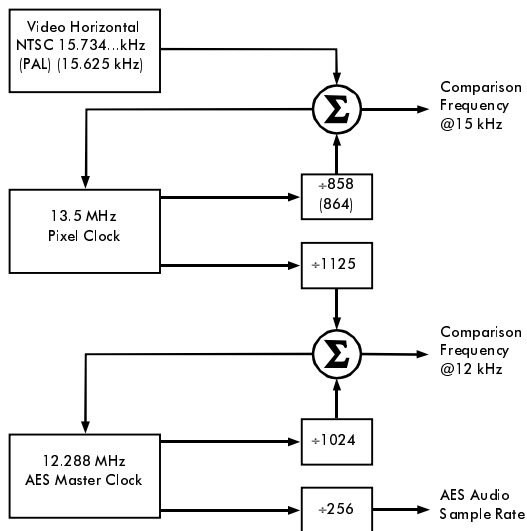 Video Horizontal
NTSC 15.734...kHz
(PAL) (15.625 kHz)
Σ
Comparison
Frequency
@15 kHz
÷858
(864)
13.5 MHz
Pixel Clock
÷1125
Σ
Comparison
Frequency
@12 kHz
÷1024
12.288 MHz
AES Master Clock
÷256
AES Audio
Sample Rate